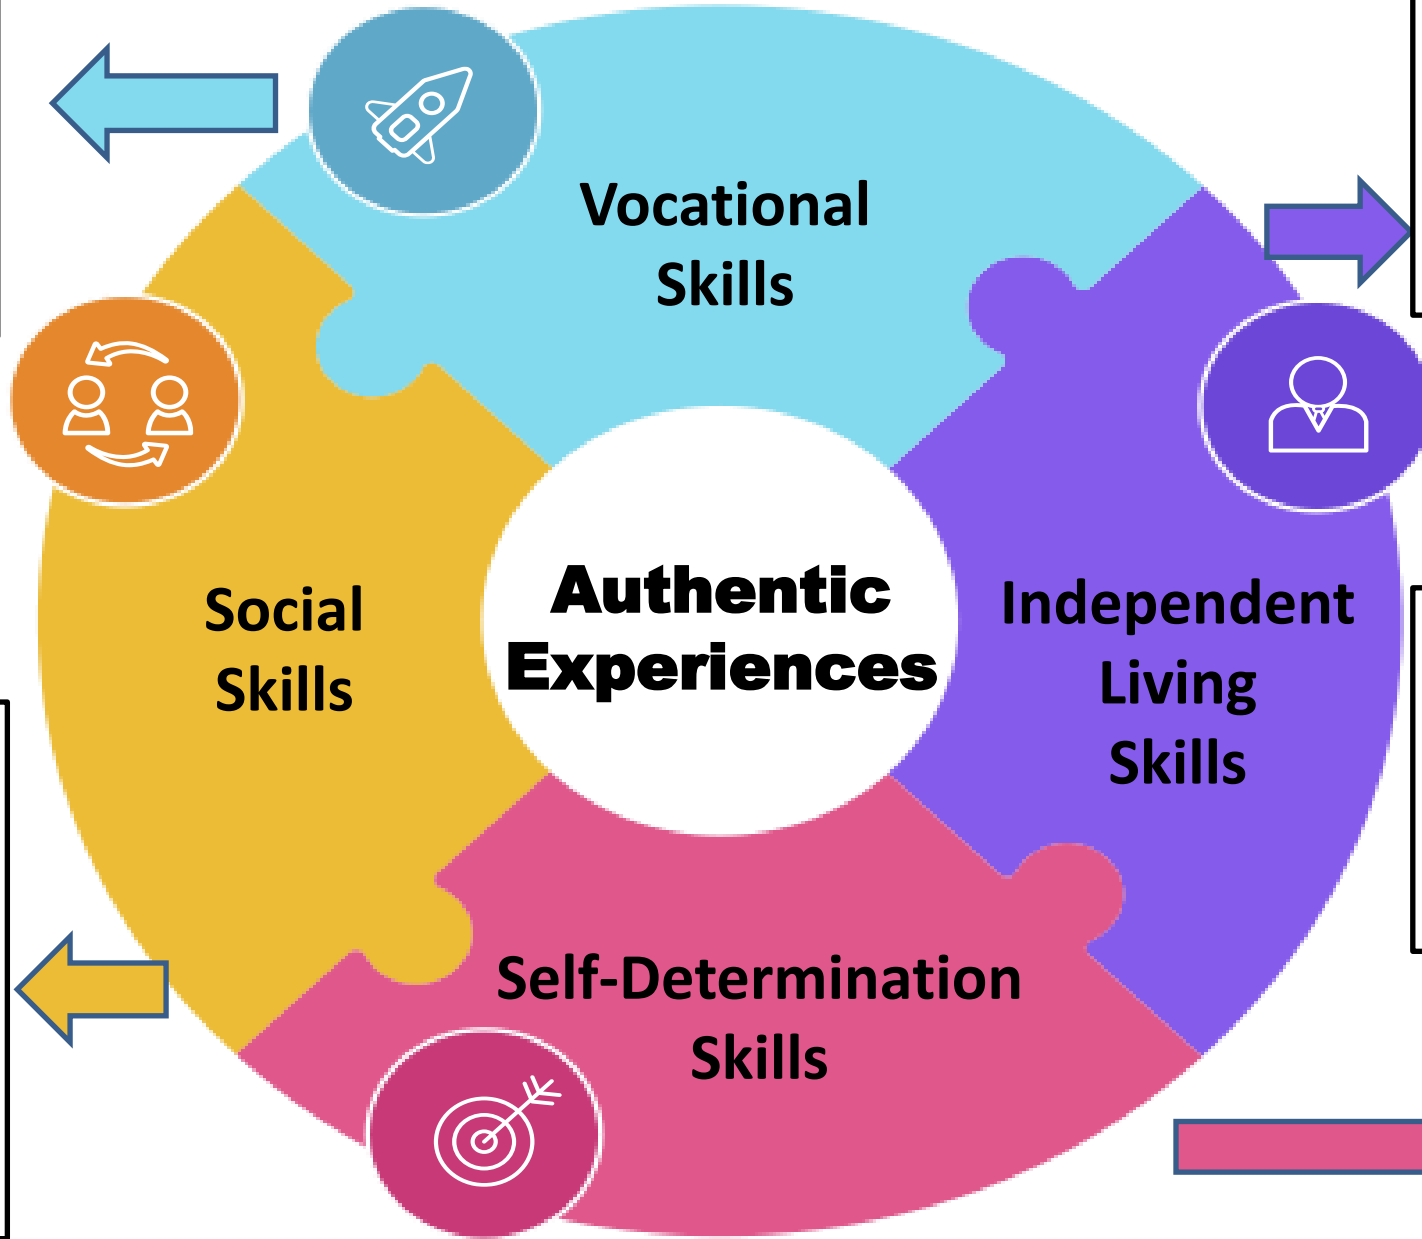 Vocational
Skills
Social
Skills
Authentic
Experiences
Independent
Living
Skills
Self-Determination
Skills